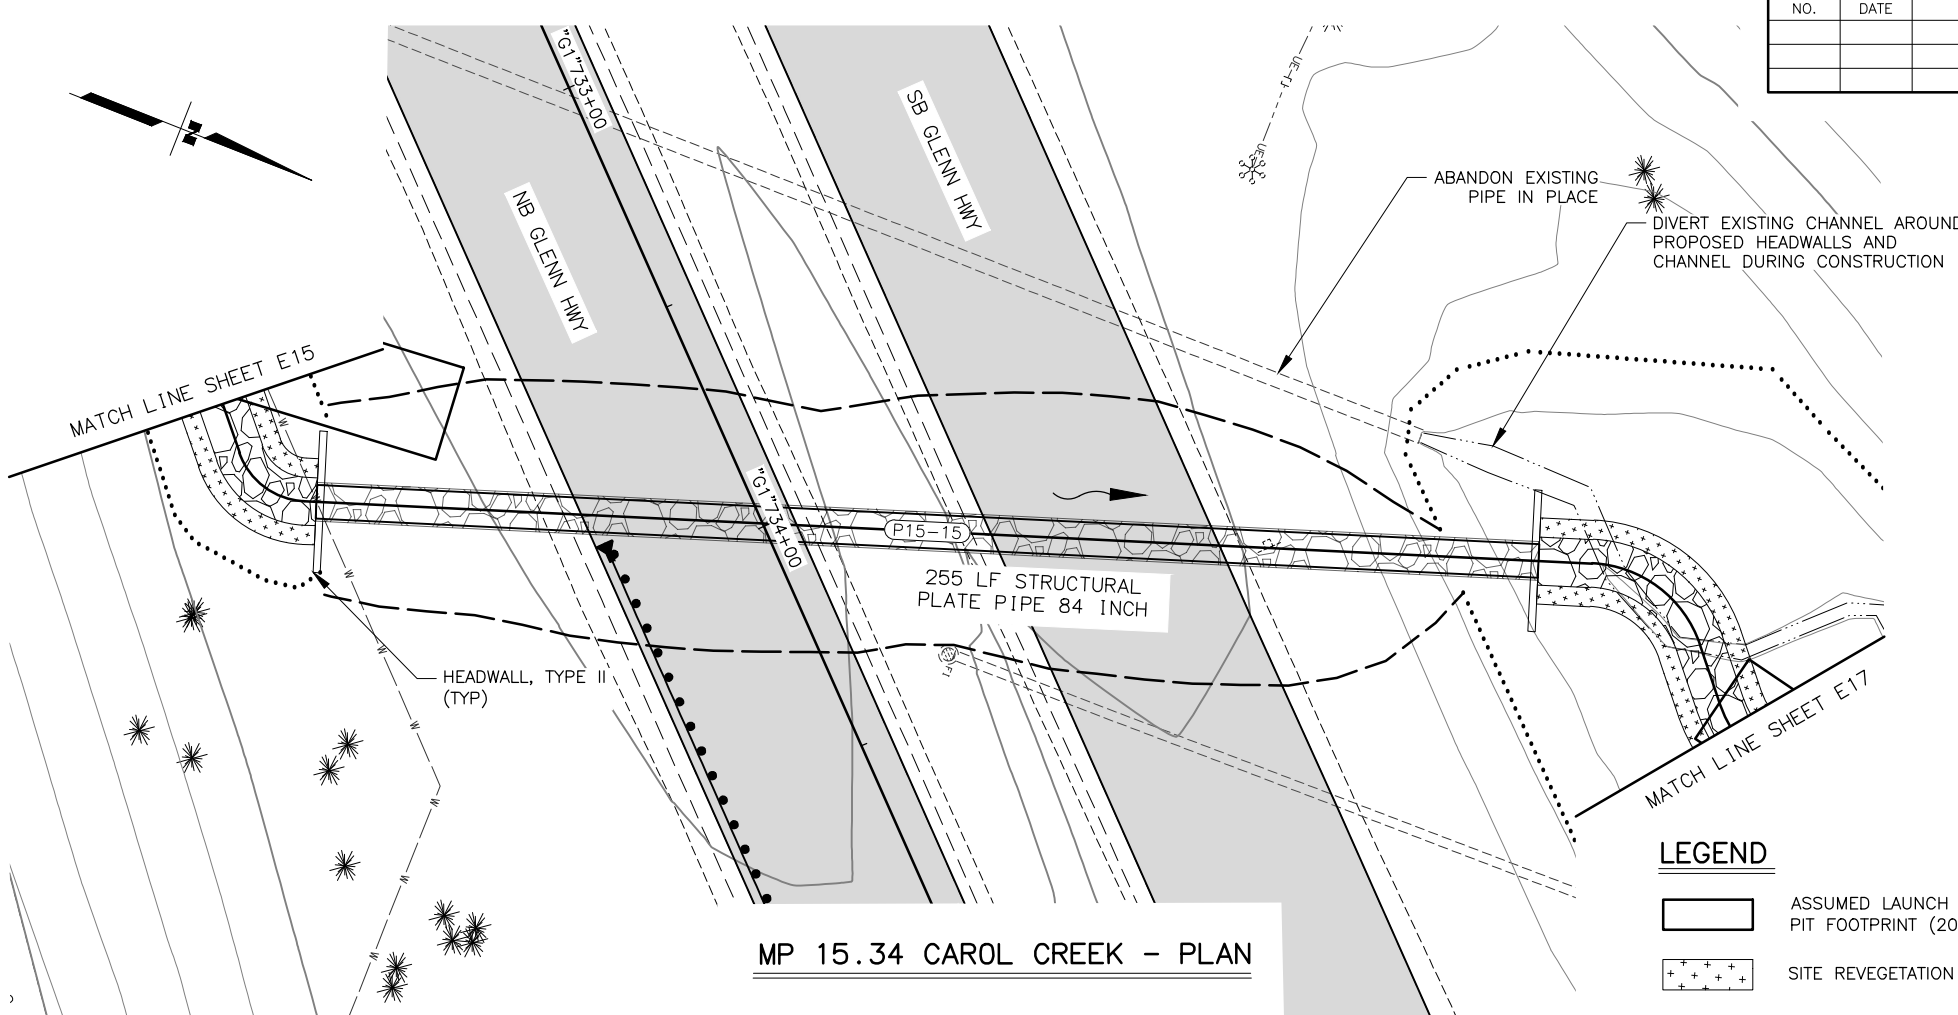 NO. DATE
"G1"733+00
NB GLENN HWY
SB GLENN HWY
UE-(T)
UE-
N
ABANDON EXISTING
PIPE IN PLACE
DIVERT EXISTING CHANNEL AROUND
PROPOSED HEADWALLS AND
CHANNEL DURING CONSTRUCTION
MATCH LINE SHEET E15
W
"G1"734+00
P15-15
255 LF STRUCTURAL
PLATE PIPE 84 INCH
HEADWALL, TYPE II
(TYP)
W
W
W
W
W
W
MATCH LINE SHEET E17
LEGEND
ASSUMED LAUNCH
PIT FOOTPRINT (20
SITE REVEGETATION
MP 15.34 CAROL CREEK - PLAN